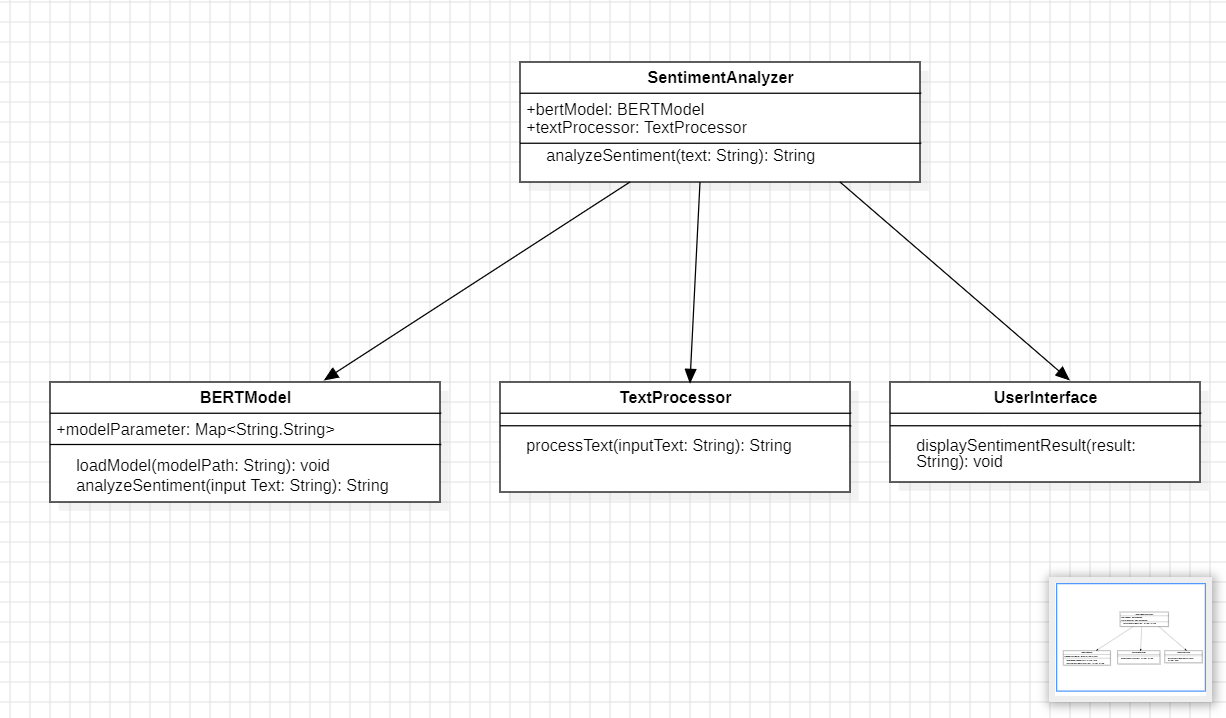 SentimentAnalyzer
+bertModel: BERTModel
+textProcessor: TextProcessor
analyzeSentiment(text: String): String
BERTModel
+modelParameter: Map<String.String>
loadModel(modelPath: String): void
analyzeSentiment(input Text: String): String
TextProcessor
processText(inputText: String): String
UserInterface
displaySentimentResult(result:
String): void